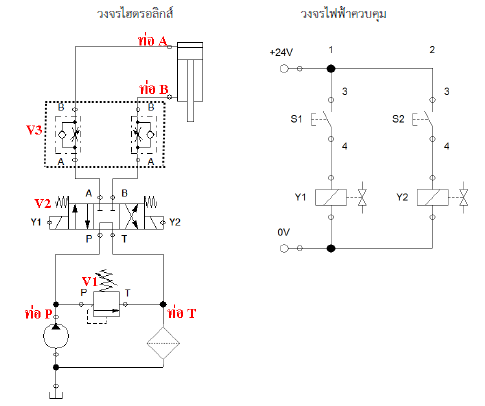 วงจรไฮดรอลิกส์ วงจรไฟฟ้าควบคุม
ท่อ A
ท่อ B
+24V
1
2
3
3
S1
S2
4
4
V3
B
B
A
A
V2
A
B
Y1
Y2
P
T
Y1
Y2
0V
V1
P
T
ท่อ P
ท่อ T